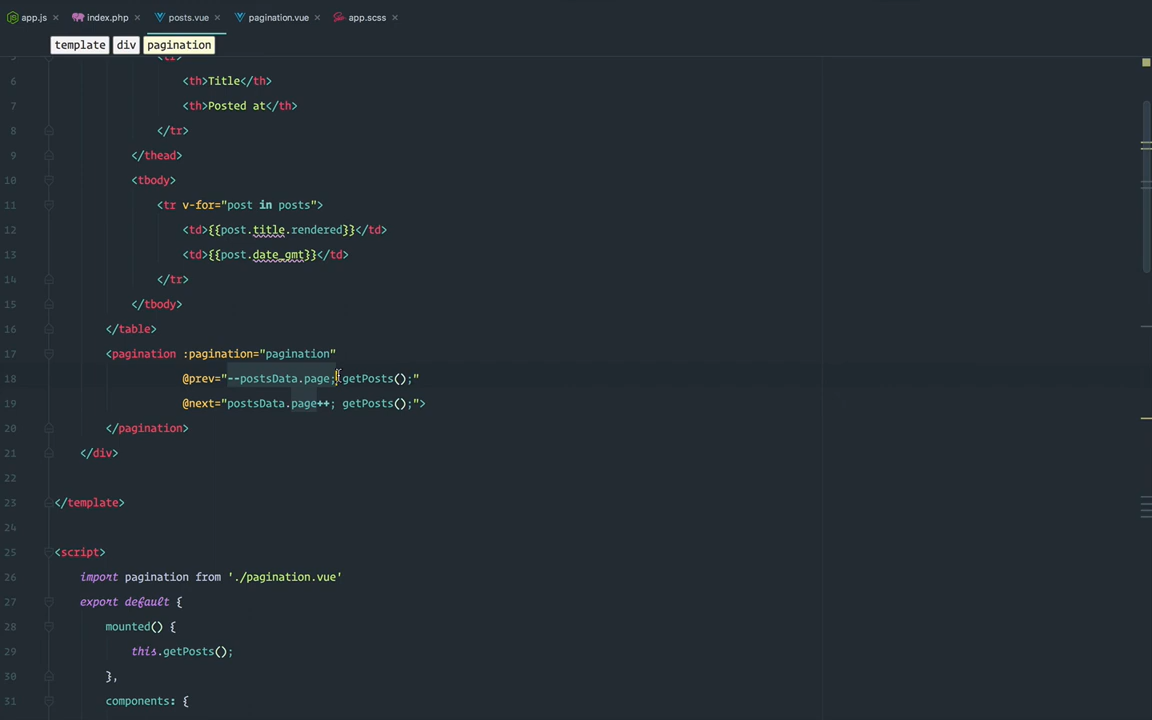 app.js × index.php × posts.vue × pagination.vue × app.scss ×
template div pagination
6 <th>Title</th>
7 <th>Posted at</th>
8 </tr>
9 </thead>
10 <tbody>
11 <tr v-for="post in posts">
12 <td>{{post.title.rendered}}</td>
13 <td>{{post.date_gmt}}</td>
14 </tr>
15 </tbody>
16 </table>
17 <pagination :pagination="pagination"
18 @prev="--postsData.page; getPosts();"
19 @next="postsData.page++; getPosts();">
20 </pagination>
21 </div>
22
23 </template>
24
25 <script>
26 import pagination from './pagination.vue'
27 export default {
28 mounted() {
29 this.getPosts();
30 },
31 components: {